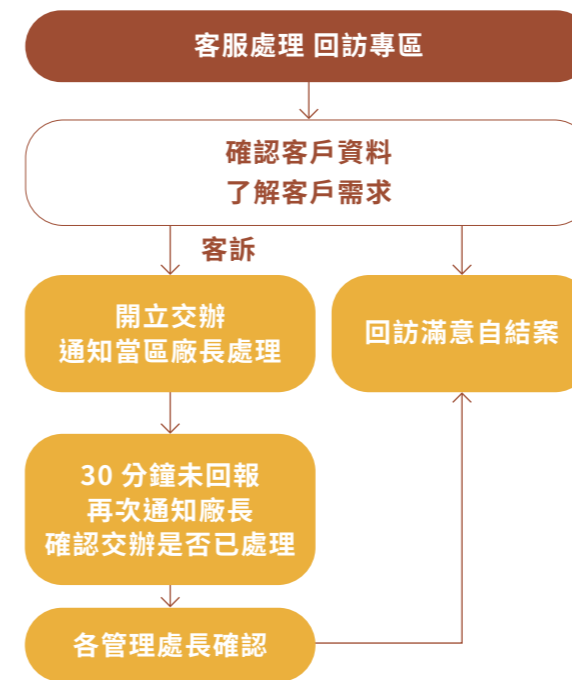 客服處理 回訪專區
確認客戶資料
了解客戶需求
客訴
開立交辦
通知當區廠長處理
回訪滿意自結案
30 分鐘未回報
再次通知廠長
確認交辦是否已處理
各管理處長確認